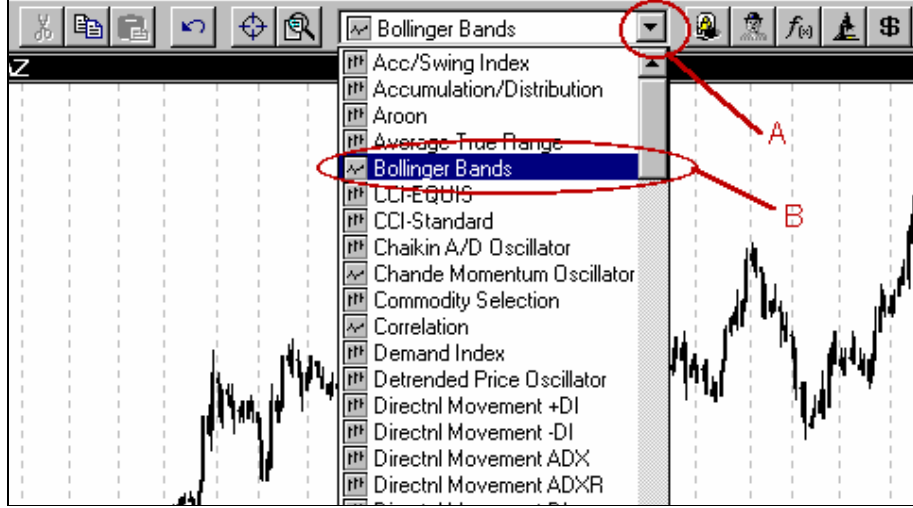 Bollinger Bands
f(x)
$
Z
Acc/Swing Index
Accumulation/Distribution
Aroon
Average True Range
Bollinger Bands
CCI-EQUIS
CCI-Standard
Chaikin A/D Oscillator
Chande Momentum Oscillator
Commodity Selection
Correlation
Demand Index
Detrended Price Oscillator
Directnl Movement +DI
Directnl Movement -DI
Directnl Movement ADX
Directnl Movement ADXR
A
B